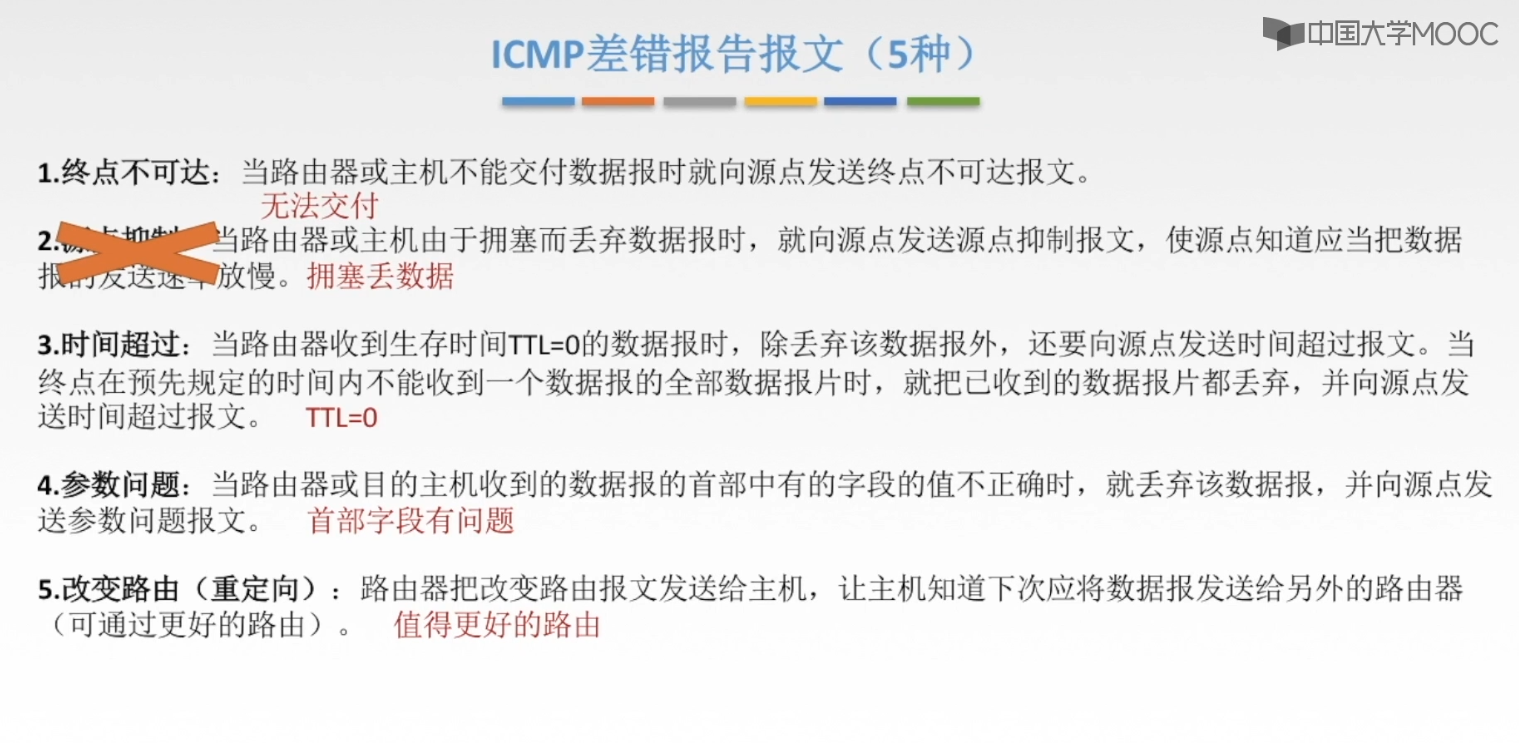 中国大学MOOC
ICMP差错报告报文（5种）
1.终点不可达：当路由器或主机不能交付数据报时就向源点发送终点不可达报文。
无法交付
2.源点抑制：当路由器或主机由于拥塞而丢弃数据报时，就向源点发送源点抑制报文，使源点知道应当把数据
报的发送速率放慢。拥塞丢数据
3.时间超过：当路由器收到生存时间TTL=0的数据报时，除丢弃该数据报外，还要向源点发送时间超过报文。当
终点在预先规定的时间内不能收到一个数据报的全部数据报片时，就把已收到的数据报片都丢弃，并向源点发
送时间超过报文。 TTL=0
4.参数问题：当路由器或目的主机收到的数据报的首部中有的字段的值不正确时，就丢弃该数据报，并向源点发
送参数问题报文。 首部字段有问题
5.改变路由（重定向）：路由器把改变路由报文发送给主机，让主机知道下次应将数据报发送给另外的路由器
（可通过更好的路由）。 值得更好的路由